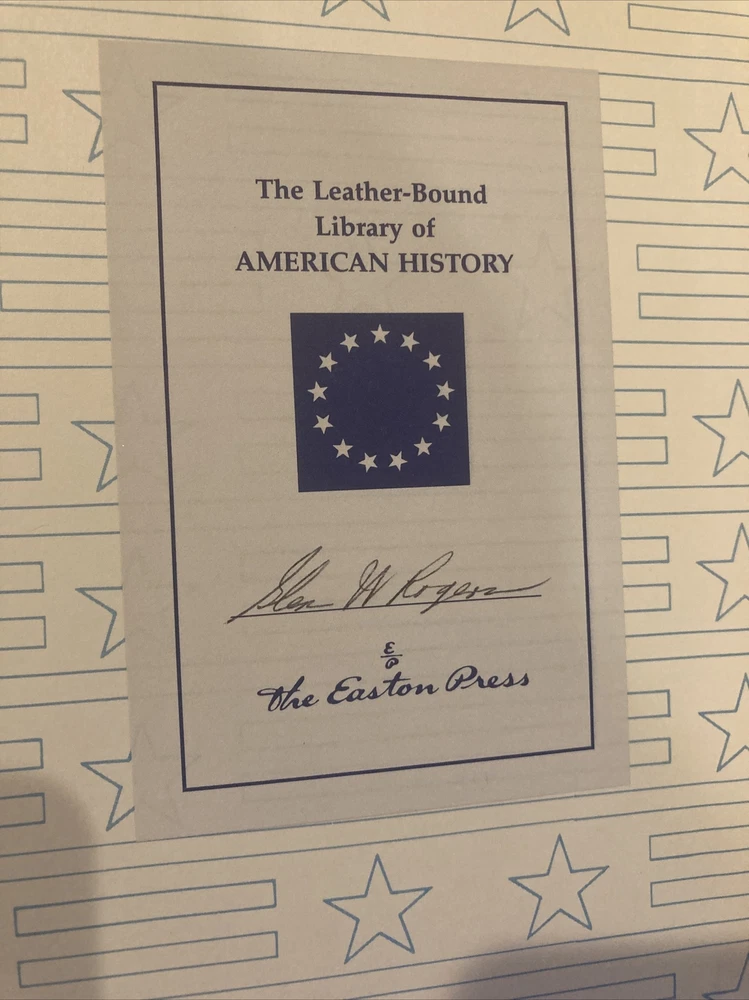 The Leather-Bound
Library of
AMERICAN HISTORY
Glen W Rogers
E
P
The Easton Press